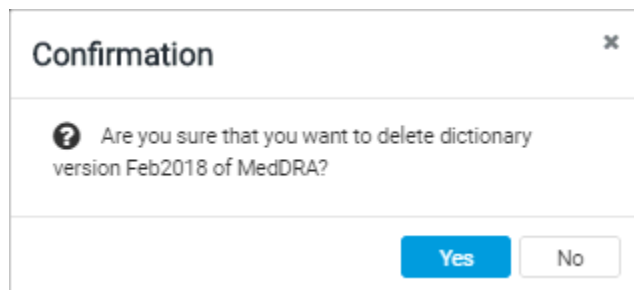 Confirmation
Are you sure that you want to delete dictionary
version Feb2018 of MedDRA?
Yes No